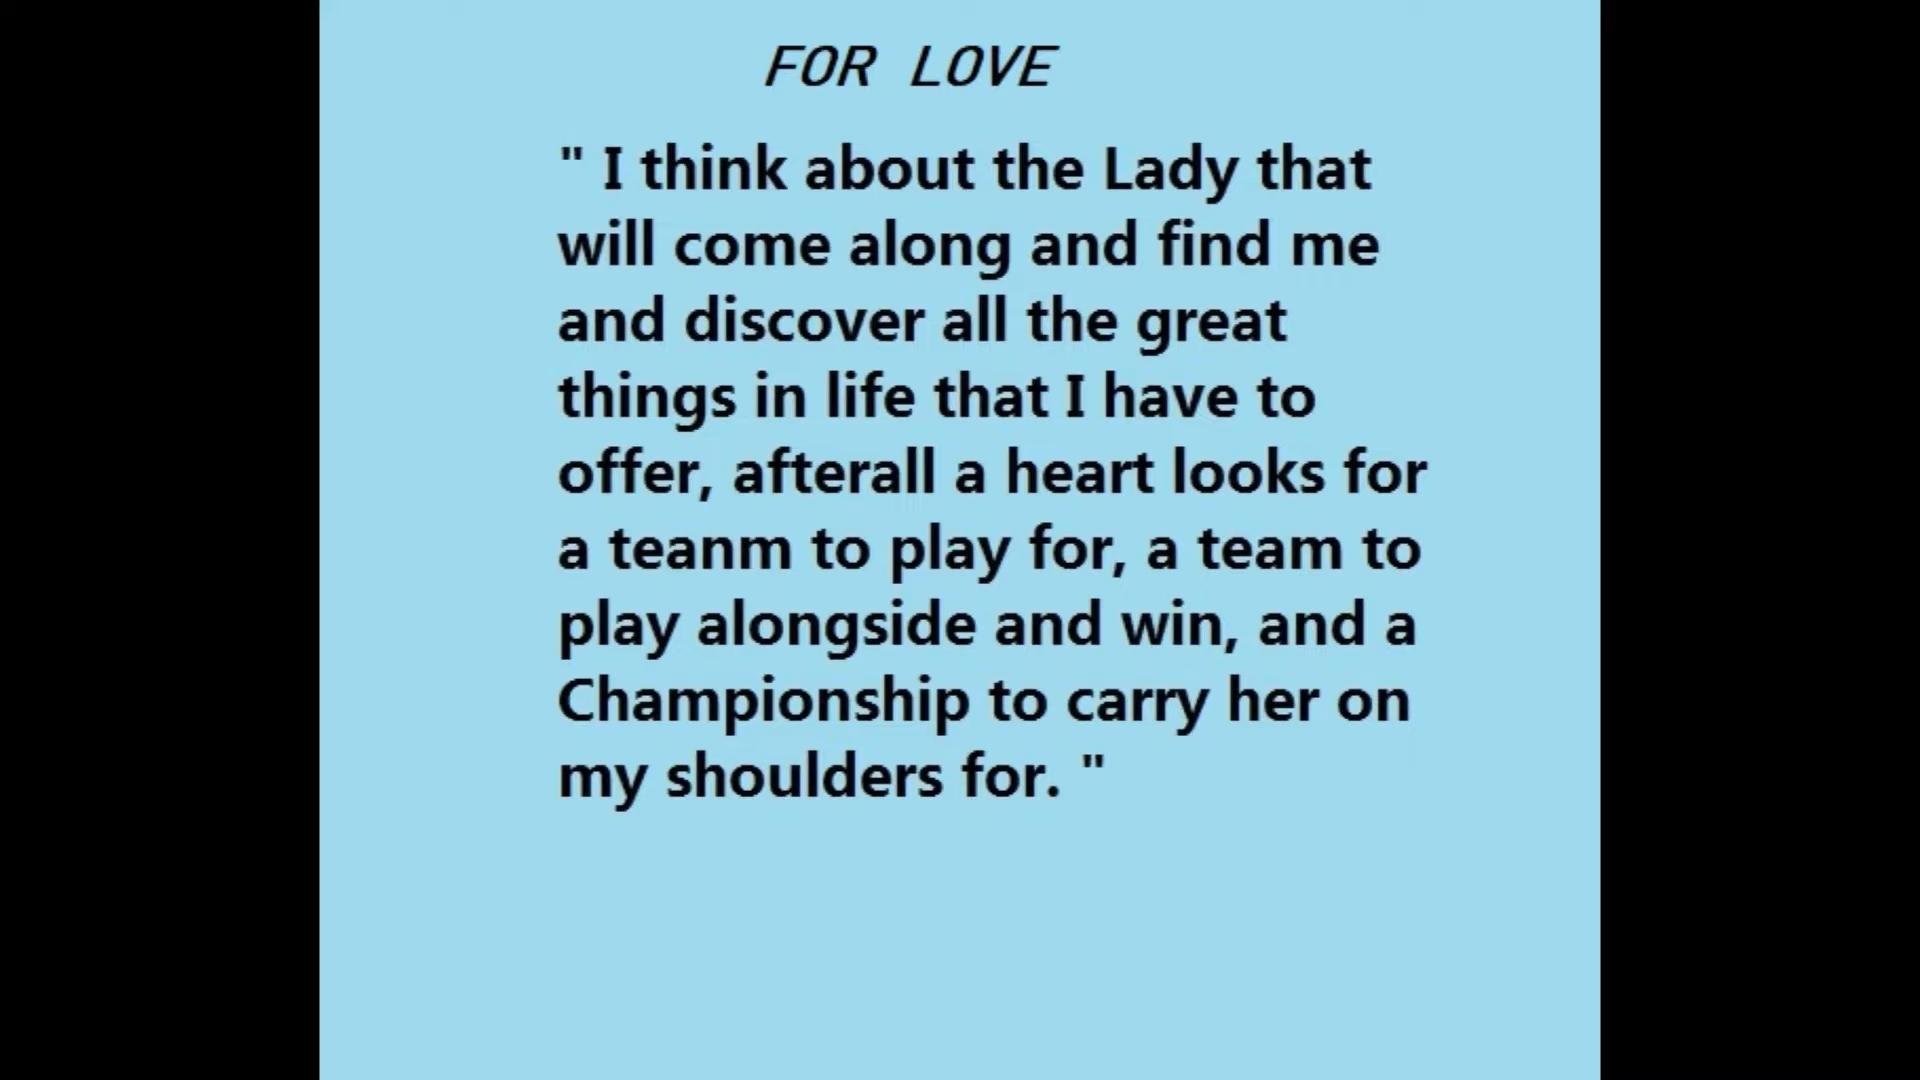 FOR LOVE
" I think about the Lady that
will come along and find me
and discover all the great
things in life that I have to
offer, afterall a heart looks for
a teanm to play for, a team to
play alongside and win, and a
Championship to carry her on
my shoulders for. "